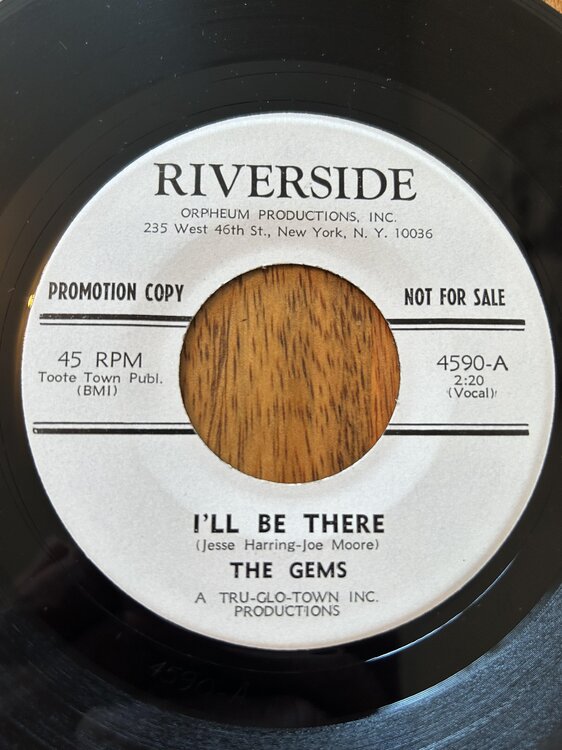 RIVERSIDE
ORPHEUM PRODUCTIONS, INC.
235 West 46th St., New York, N. Y. 10036
PROMOTION COPY
NOT FOR SALE
45 RPM
Toote Town Publ.
(BMI)
4590-A
2:20
(Vocal)
I'LL BE THERE
(Jesse Harring-Joe Moore)
THE GEMS
A TRU-GLO-TOWN INC.
PRODUCTIONS
4590-A